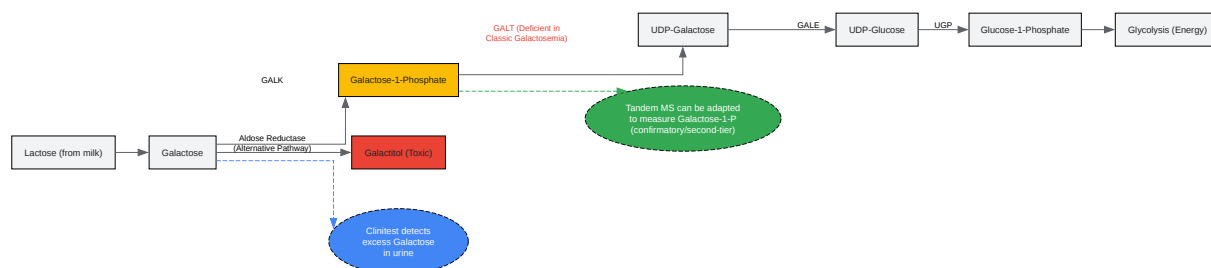 GALT (Deficient in
Classic Galactosemia)
UDP-Galactose
GALE
UDP-Glucose
UGP
Glucose-1-Phosphate
Glycolysis (Energy)
GALK
Galactose-1-Phosphate
Tandem MS can be adapted
to measure Galactose-1-P
(confirmatory/second-tier)
Lactose (from milk)
Galactose
Aldose Reductase
(Alternative Pathway)
Galactitol (Toxic)
Clinitest detects
excess Galactose
in urine